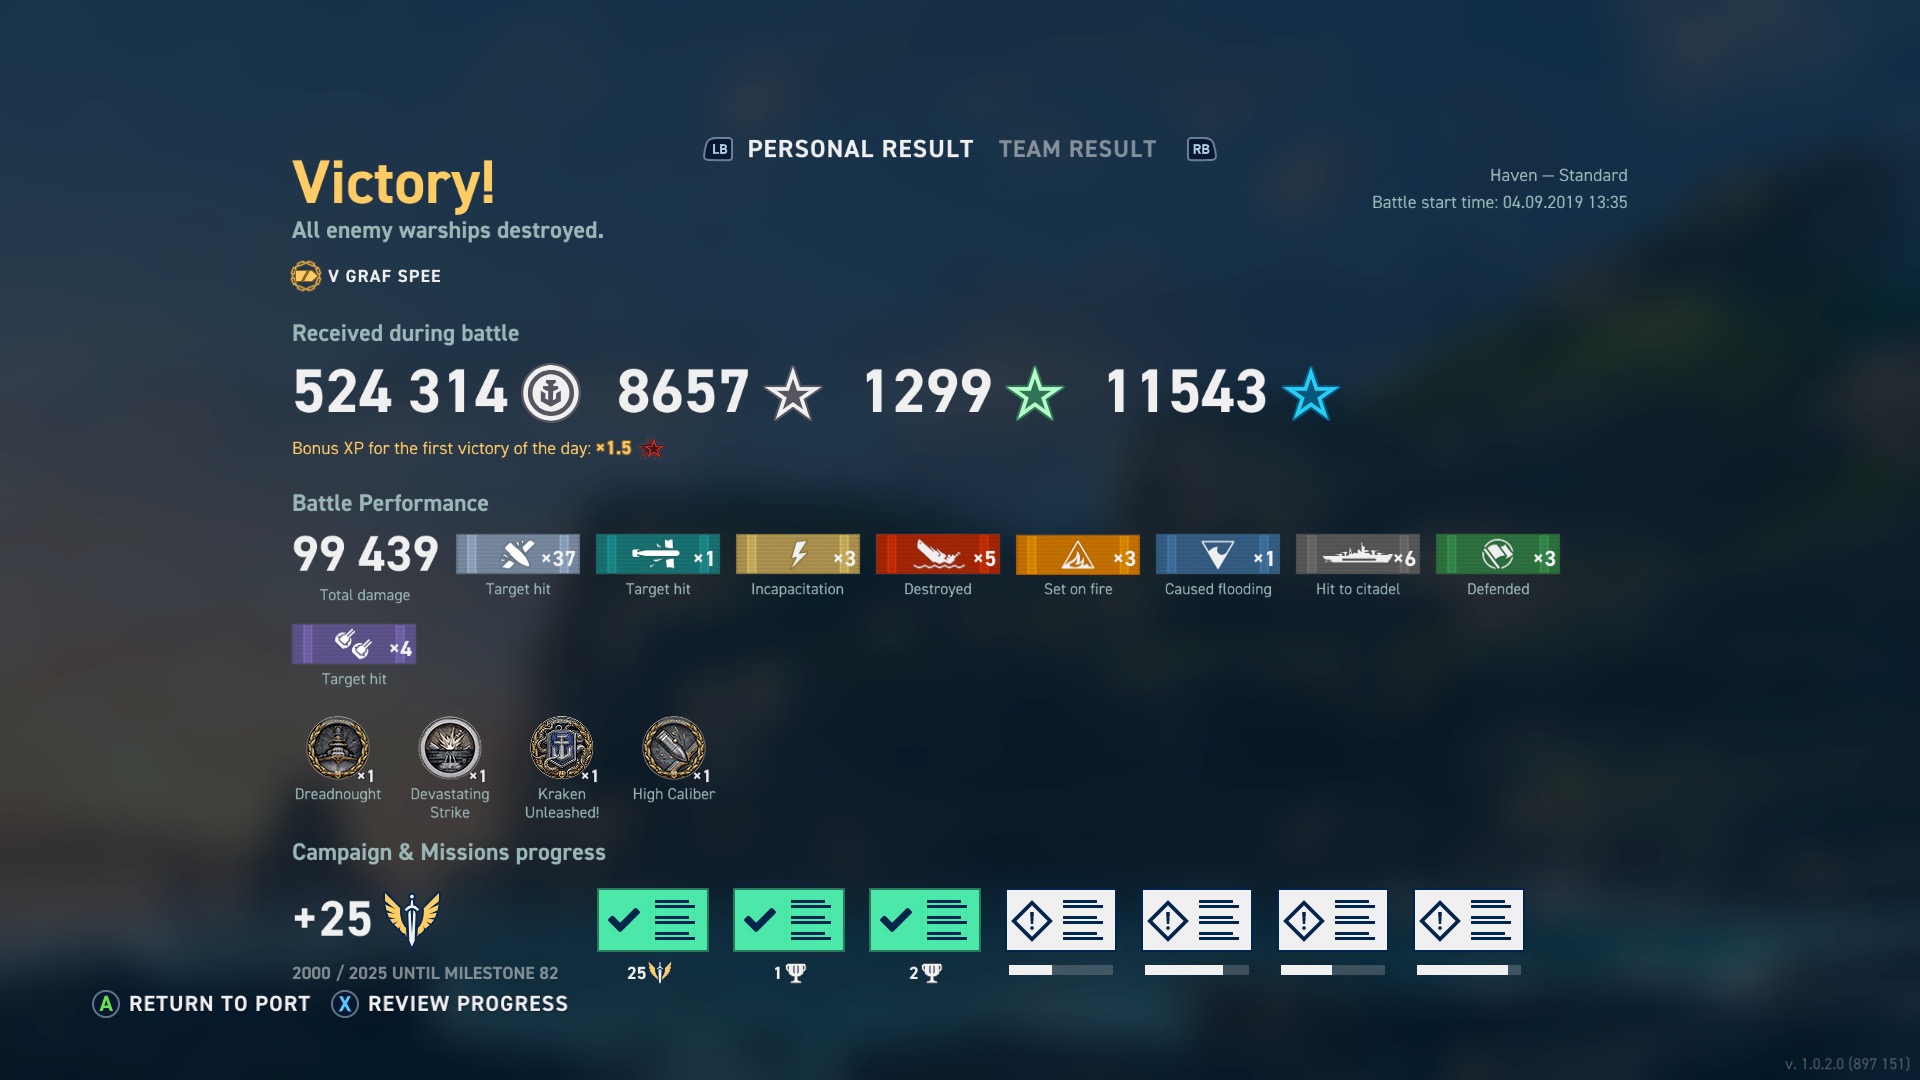 LB PERSONAL RESULT TEAM RESULT RB
Victory!
All enemy warships destroyed.
Haven — Standard
Battle start time: 04.09.2019 13:35
V GRAF SPEE
Received during battle
524 314 8657 1299 11543
Bonus XP for the first victory of the day: ×1.5
Battle Performance
99 439 ×37 ×1 ×3 ×5 ×3 ×1 ×6 ×3
Total damage Target hit Target hit Incapacitation Destroyed Set on fire Caused flooding Hit to citadel Defended
×4
Target hit
×1 ×1 ×1 ×1
Dreadnought Devastating Strike Kraken Unleashed! High Caliber
Campaign & Missions progress
+25
2000 / 2025 UNTIL MILESTONE 82 25 1 2
A RETURN TO PORT X REVIEW PROGRESS
v. 1.0.2.0 (897 151)